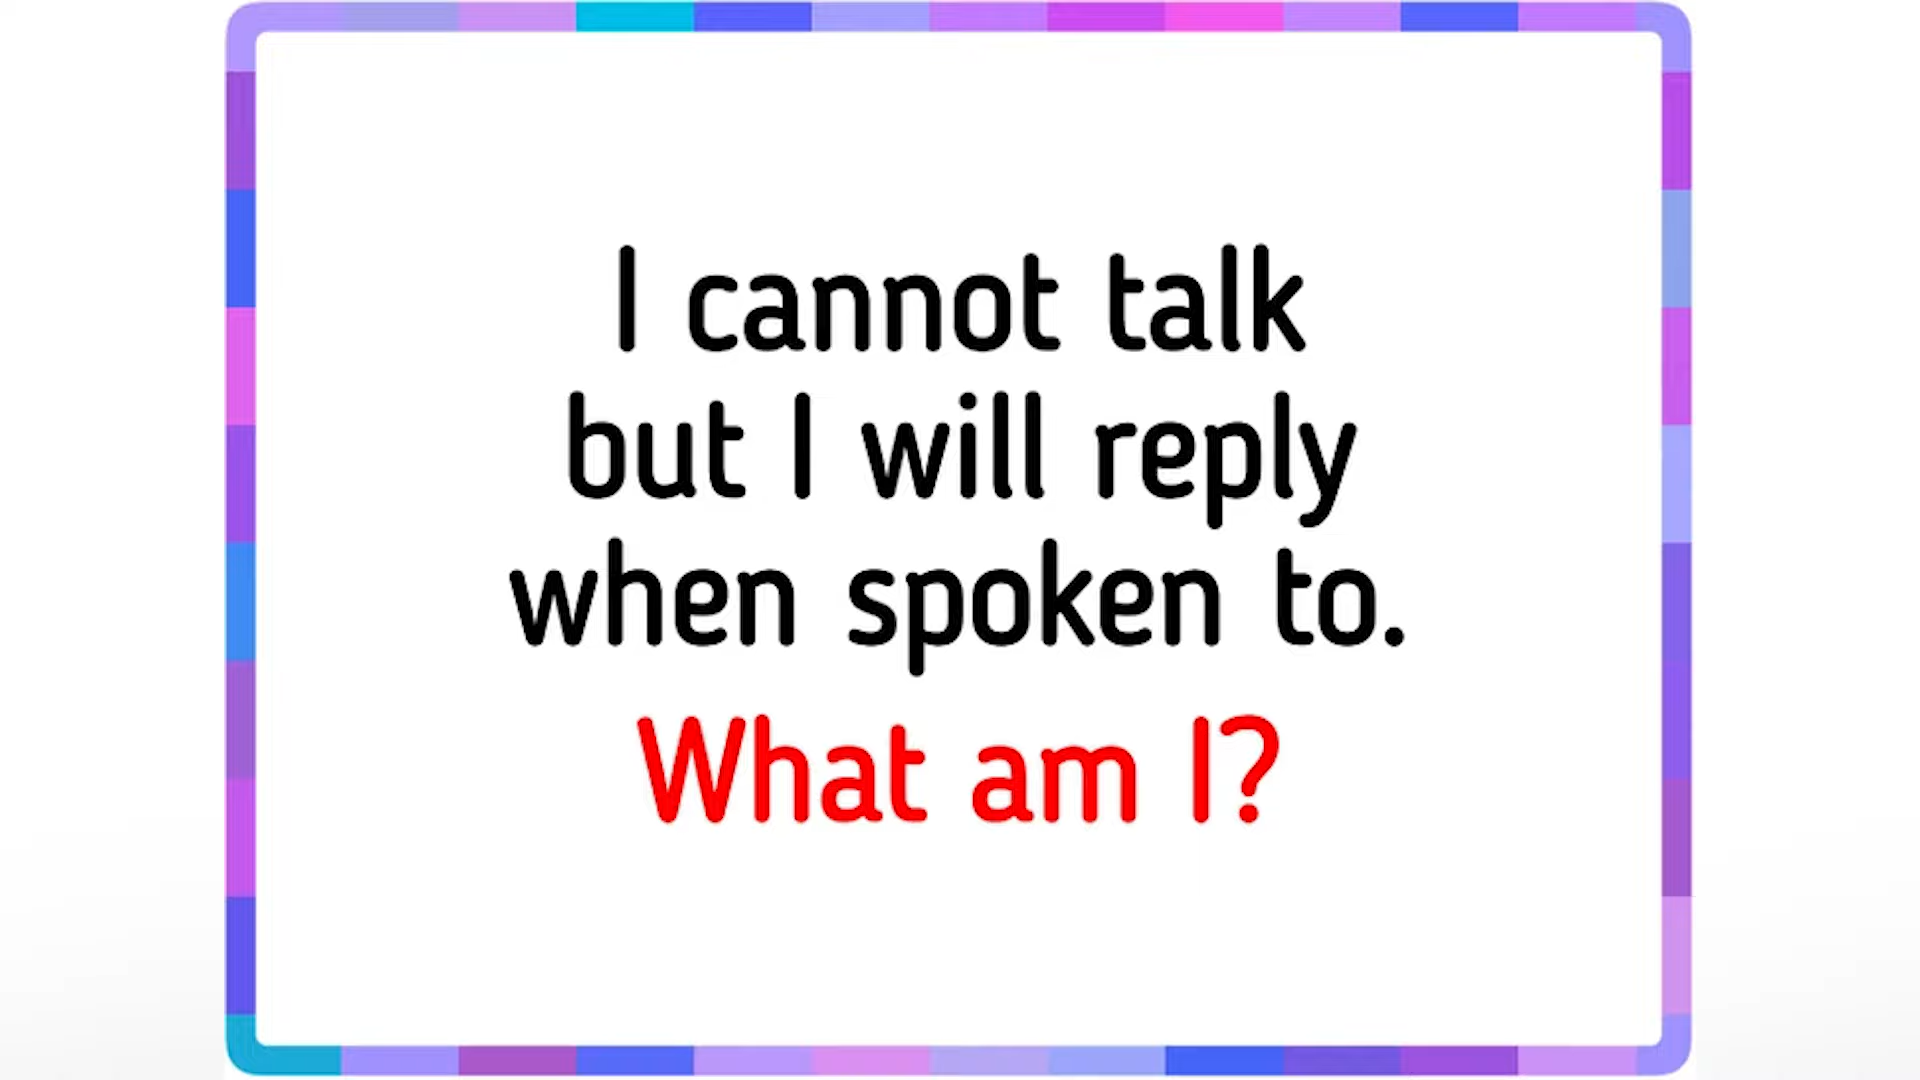 I cannot talk
but I will reply
when spoken to.
What am I?